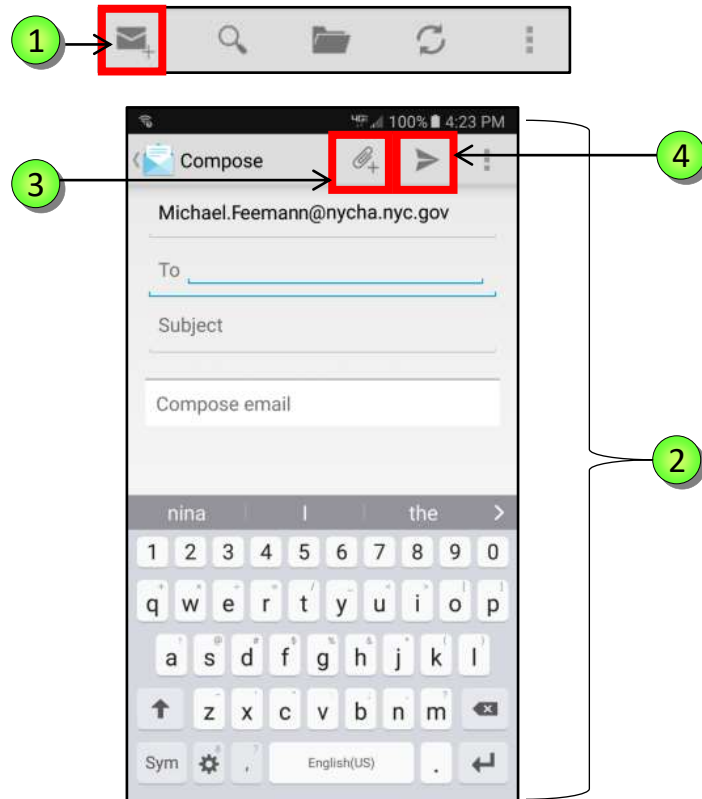 1
4G 100% 4:23 PM
Compose
3
4
Michael.Feemann@nycha.nyc.gov
To
Subject
Compose email
2
nina I the >
1 2 3 4 5 6 7 8 9 0
q w e r t y u i o p
a s d f g h j k l
z x c v b n m
Sym , English(US) .